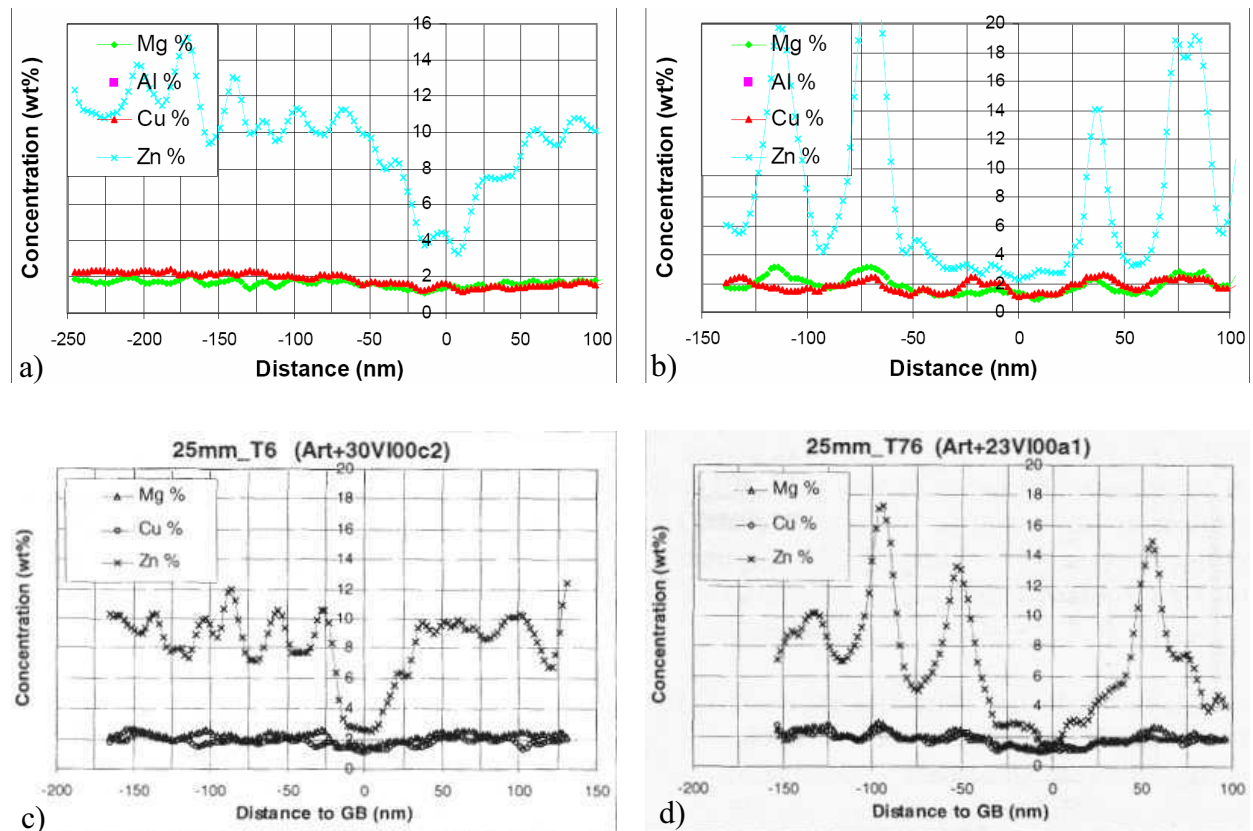 Concentration (wt%)
Mg %
Al %
Cu %
Zn %
16
14
12
10
8
6
4
2
0
-250 -200 -150 -100 -50 0 50 100
Distance (nm)
a)
Concentration (wt%)
Mg %
Al %
Cu %
Zn %
20
18
16
14
12
10
8
6
4
2
0
-150 -100 -50 0 50 100
Distance (nm)
b)
25mm_T6 (Art+30VI00c2)
Concentration (wt%)
Mg %
Cu %
Zn %
20
18
16
14
12
10
8
6
4
2
0
-200 -150 -100 -50 0 50 100 150
Distance to GB (nm)
c)
25mm_T76 (Art+23VI00a1)
Concentration (wt%)
Mg %
Cu %
Zn %
20
18
16
14
12
10
8
6
4
2
0
-200 -150 -100 -50 0 50 100
Distance to GB (nm)
d)